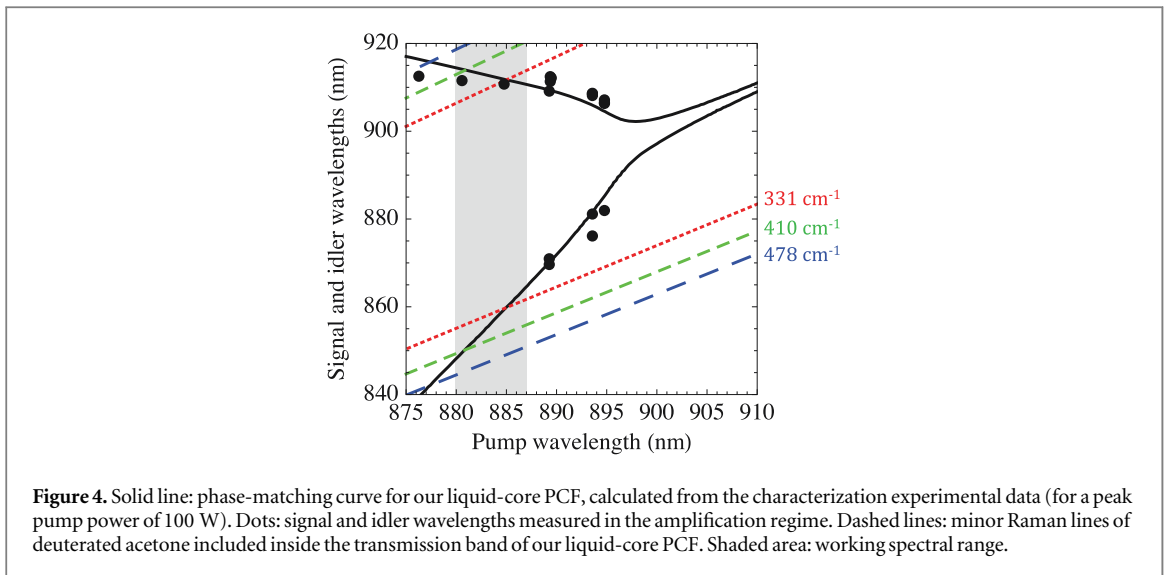 920
900
880
860
840
Signal and idler wavelengths (nm)
331 cm⁻¹
410 cm⁻¹
478 cm⁻¹
875 880 885 890 895 900 905 910
Pump wavelength (nm)
Figure 4. Solid line: phase-matching curve for our liquid-core PCF, calculated from the characterization experimental data (for a peak
pump power of 100 W). Dots: signal and idler wavelengths measured in the amplification regime. Dashed lines: minor Raman lines of
deuterated acetone included inside the transmission band of our liquid-core PCF. Shaded area: working spectral range.